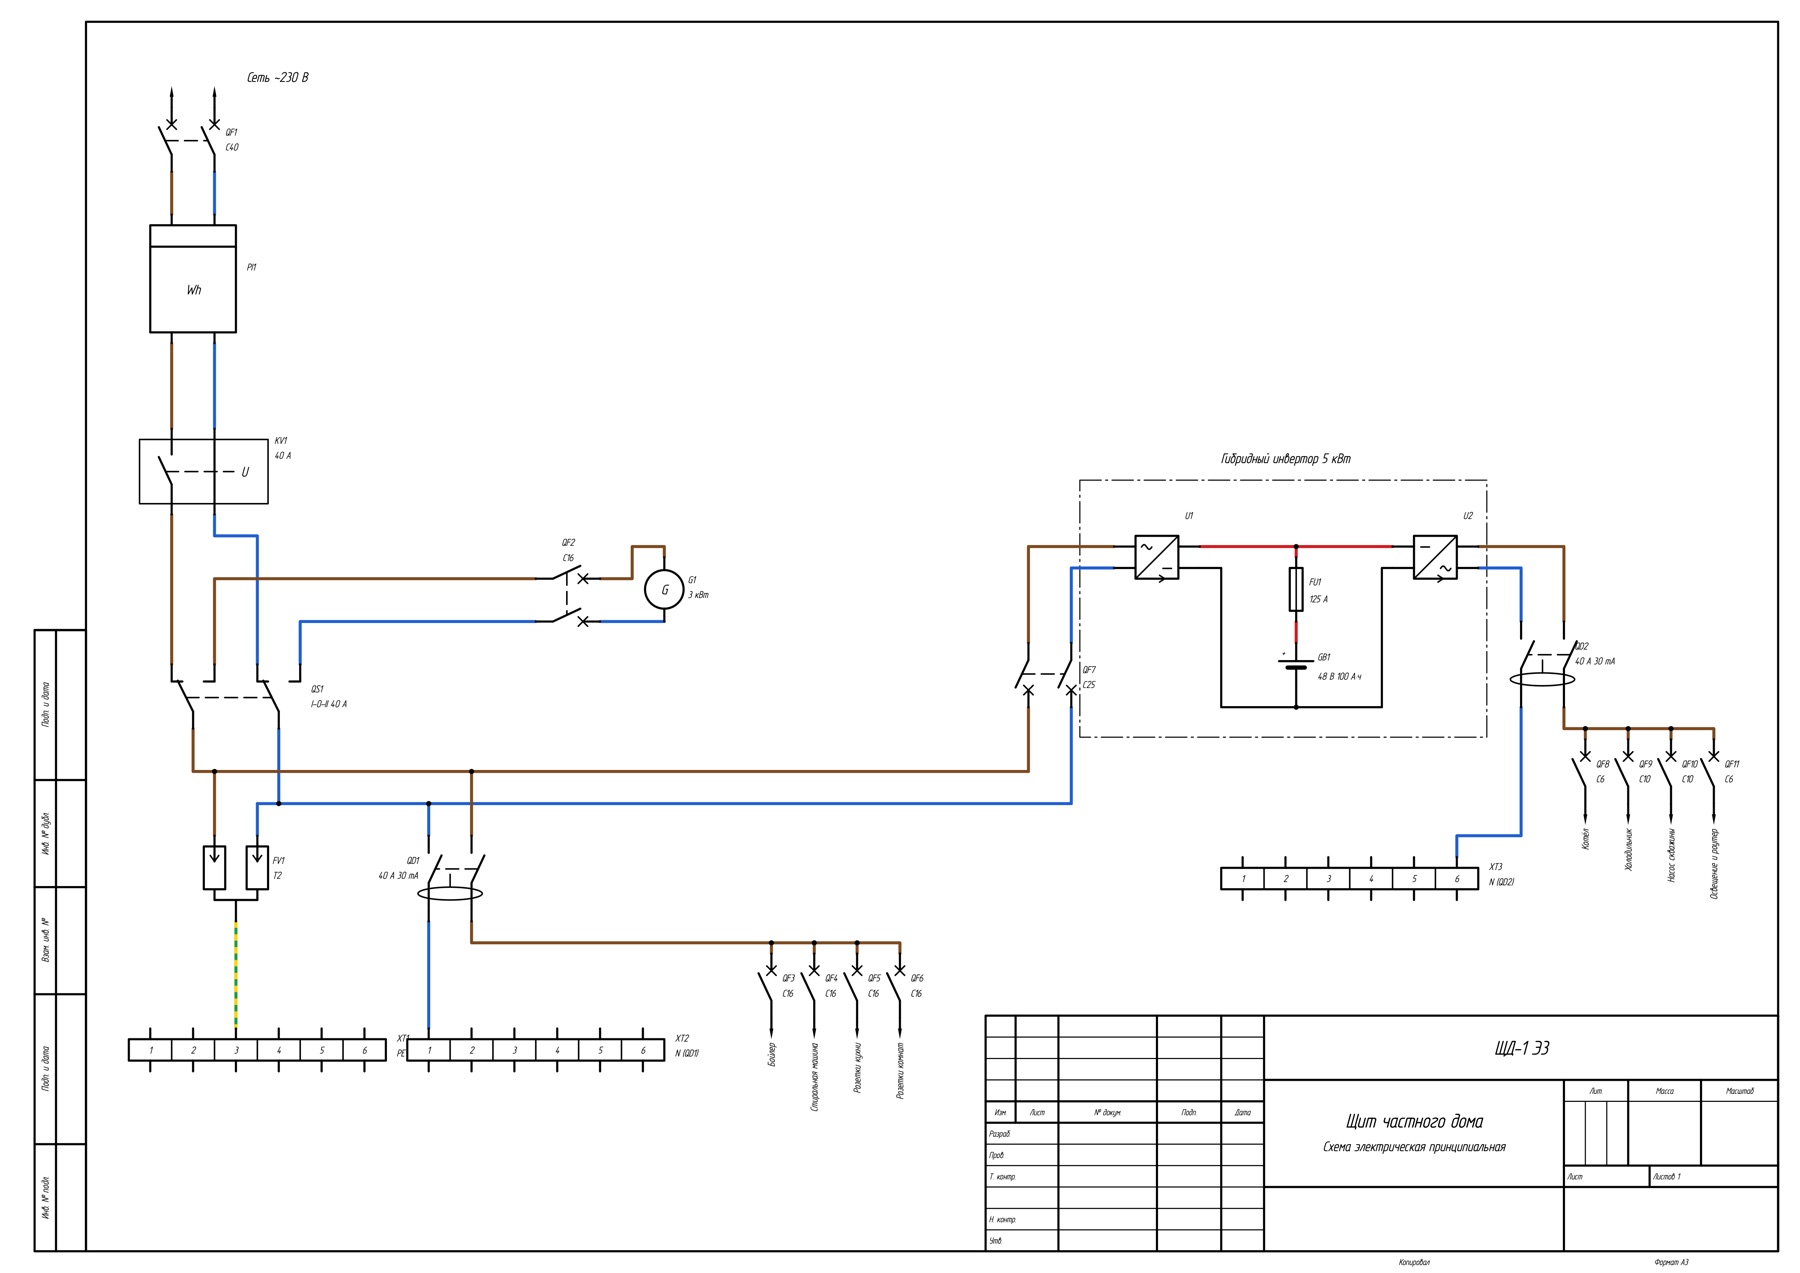 Сеть ~230 В
QF1
C40
PI1
Wh
KV1
40 А
U
QF2
C16
G
G1
3 кВт
QS1
I-0-II 40 А
Гибридный инвертор 5 кВт
U1
U2
FU1
125 А
+
GB1
48 В 100 А·ч
QF7
C25
QD2
40 А 30 mA
QF8
C6
QF9
C10
QF10
C10
QF11
C6
Котёл
Холодильник
Насос скважины
Освещение и роутер
FV1
T2
QD1
40 А 30 mA
XT3
N (QD2)
1 2 3 4 5 6
QF3
C16
QF4
C16
QF5
C16
QF6
C16
Бойлер
Стиральная машина
Розетки кухни
Розетки комнат
XT1
PE
1 2 3 4 5 6
XT2
N (QD1)
1 2 3 4 5 6
Подп. и дата
Инв. № дубл.
Взам. инв. №
Подп. и дата
Инв. № подл.
ЩД-1 Э3
Щит частного дома
Схема электрическая принципиальная
Изм. Лист № докум. Подп. Дата
Разраб.
Пров.
Т. контр.
Н. контр.
Утв.
Лит. Масса Масштаб
Лист Листов 1
Копировал Формат А3